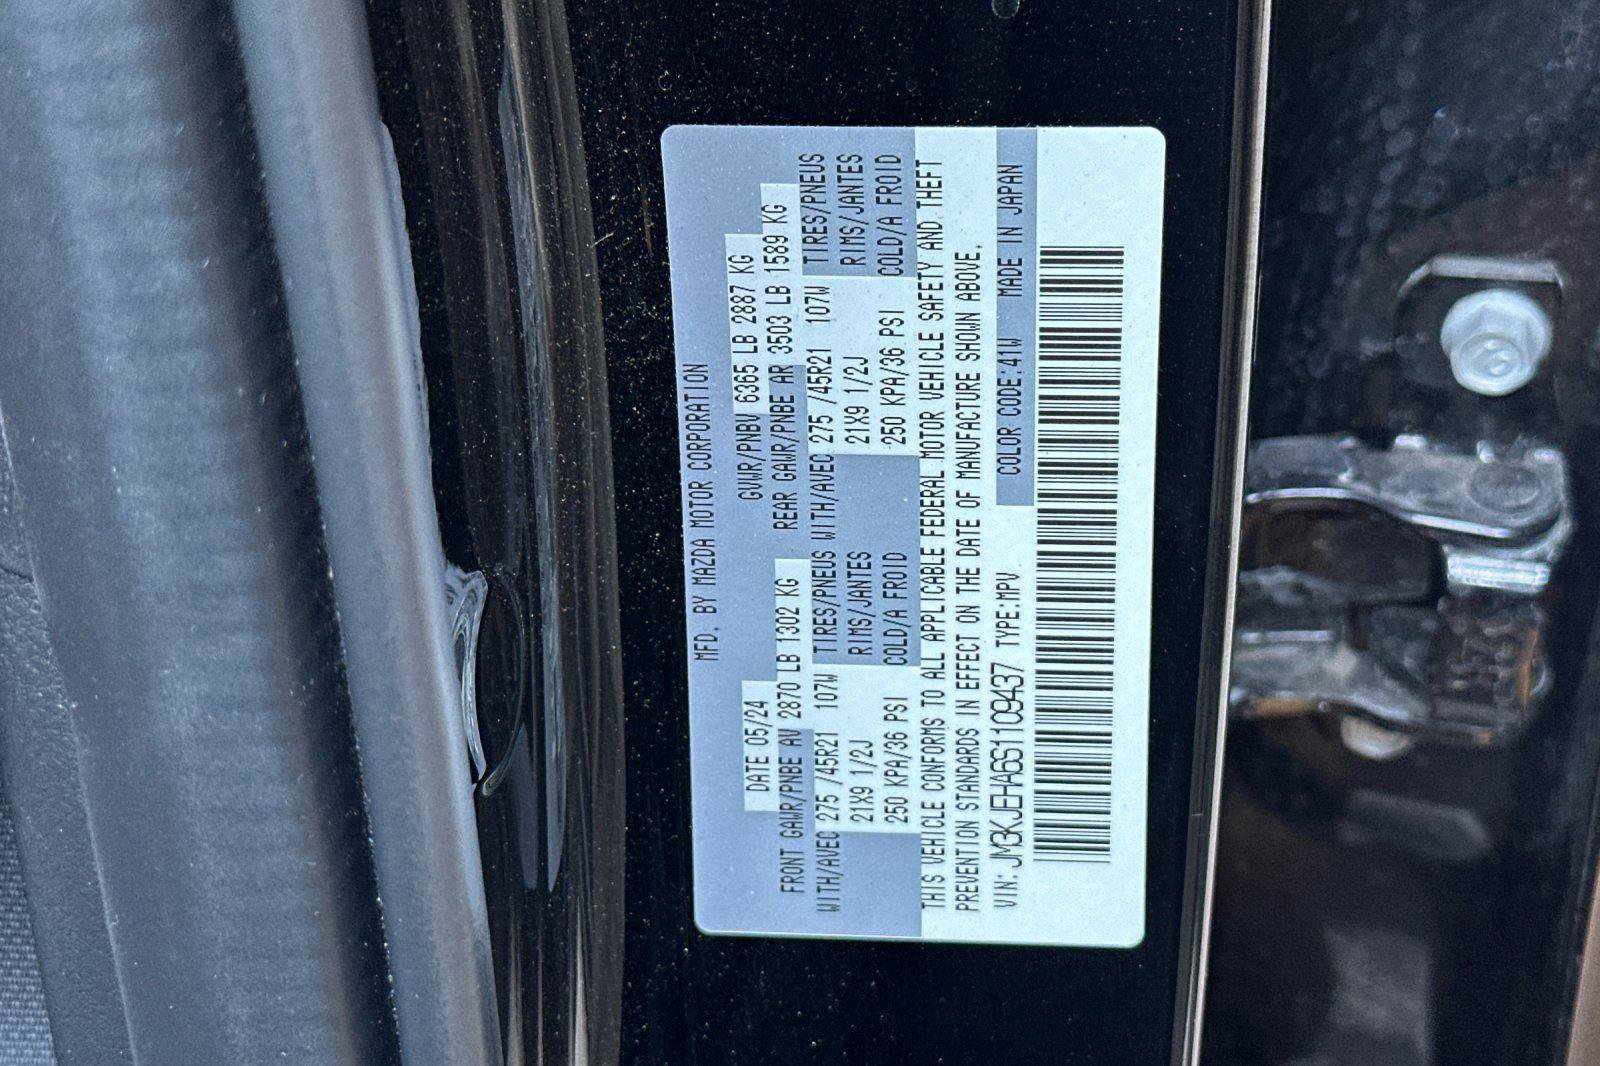 MFD. BY MAZDA MOTOR CORPORATION
DATE 05/24 GVWR/PNBV 6365 LB 2887 KG
FRONT GAWR/PNBE AV 2870 LB 1302 KG REAR GAWR/PNBE AR 3503 LB 1589 KG
WITH/AVEC 275 /45R21 107W TIRES/PNEUS WITH/AVEC 275 /45R21 107W TIRES/PNEUS
21X9 1/2J RIMS/JANTES 21X9 1/2J RIMS/JANTES
250 KPA/36 PSI COLD/A FROID 250 KPA/36 PSI COLD/A FROID
THIS VEHICLE CONFORMS TO ALL APPLICABLE FEDERAL MOTOR VEHICLE SAFETY AND THEFT
PREVENTION STANDARDS IN EFFECT ON THE DATE OF MANUFACTURE SHOWN ABOVE.
VIN:JM3KJEHA6S1109437 TYPE:MPV COLOR CODE:41W MADE IN JAPAN